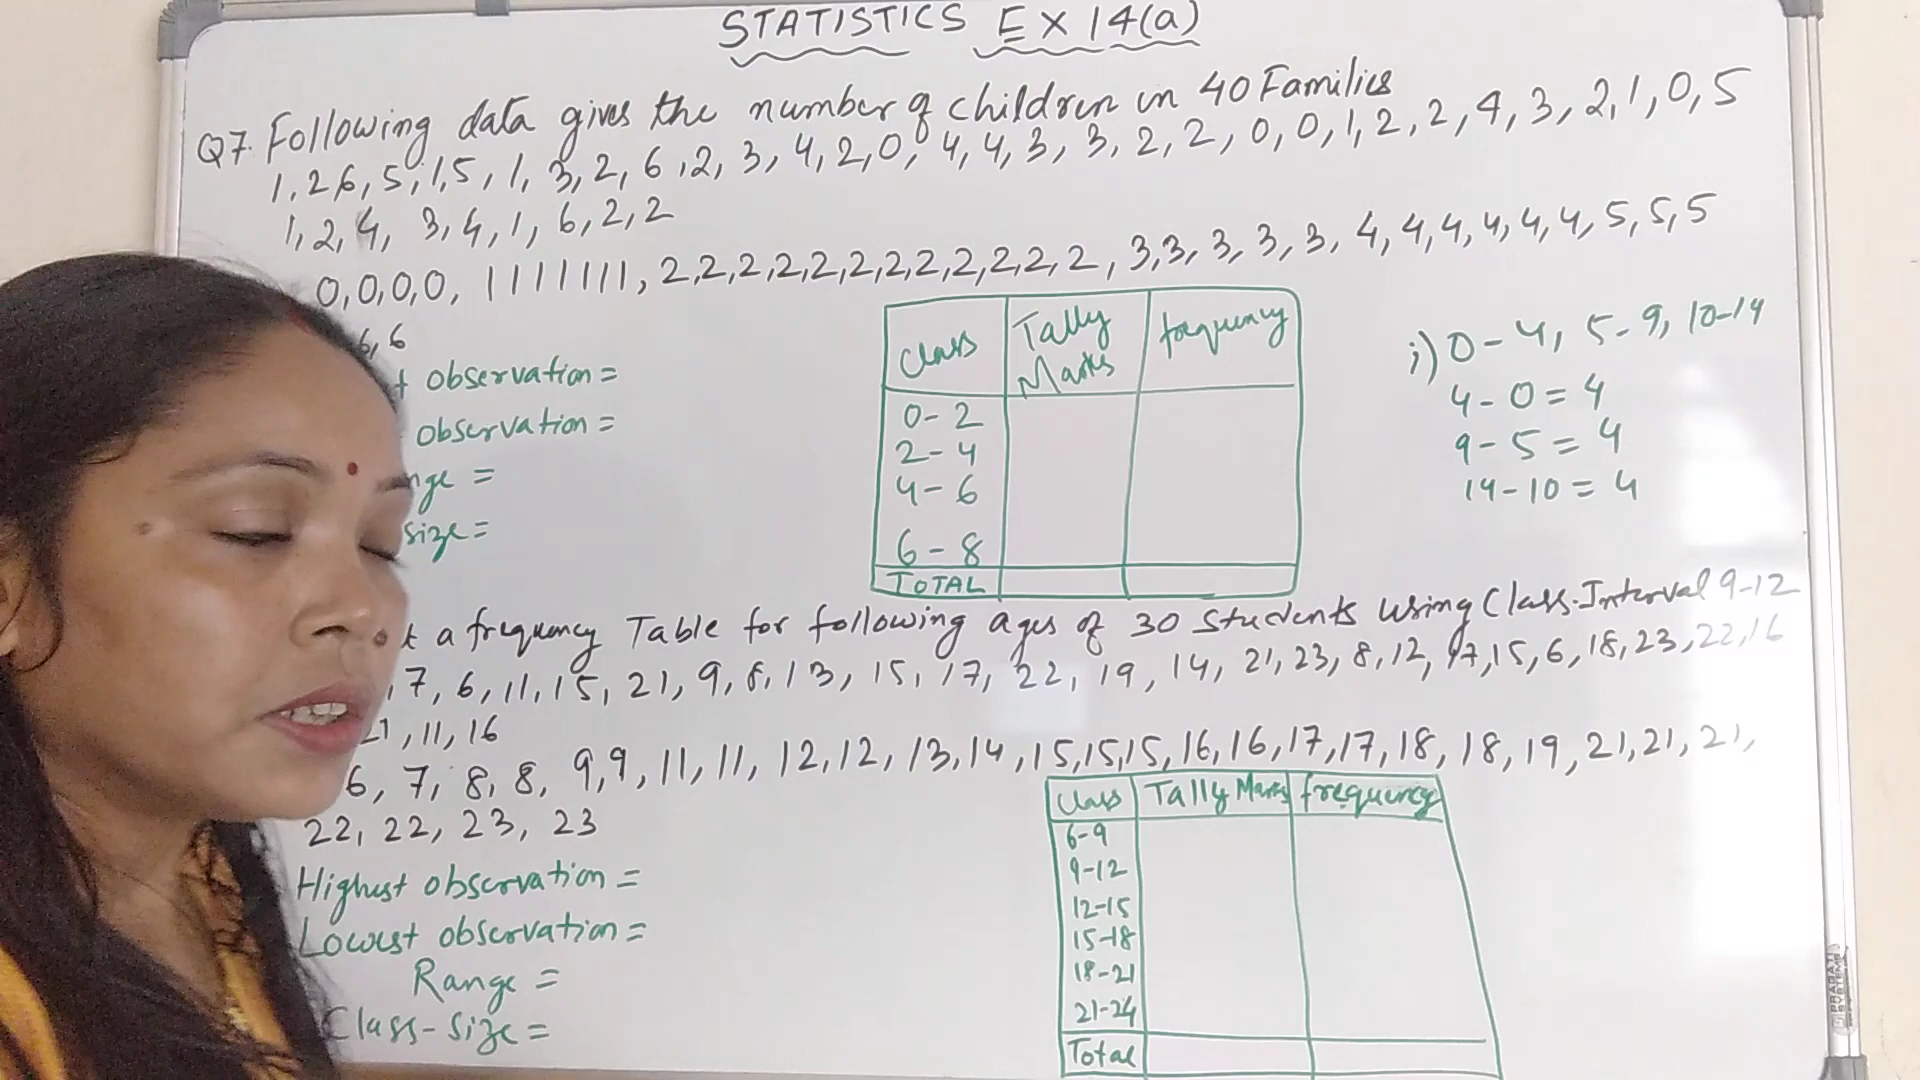 STATISTICS EX 14(a)
Q7. Following data gives the number of children in 40 Families
1, 2, 6, 5, 1, 5, 1, 3, 2, 6, 2, 3, 4, 2, 0, 4, 4, 3, 3, 2, 2, 0, 0, 1, 2, 2, 4, 3, 2, 1, 0, 5
1, 2, 4, 3, 4, 1, 6, 2, 2
0, 0, 0, 0, 1 1 1 1 1 1 1, 2, 2, 2, 2, 2, 2, 2, 2, 2, 2, 2, 2, 3, 3, 3, 3, 3, 4, 4, 4, 4, 4, 4, 5, 5, 5
6, 6
observation =
observation =
size =
Class Tally Marks frequency
0-2
2-4
4-6
6-8
TOTAL
i) 0-4, 5-9, 10-14
4-0=4
9-5=4
14-10=4
a frequency Table for following ages of 30 Students using Class-Interval 9-12
7, 6, 11, 15, 21, 9, 8, 13, 15, 17, 22, 19, 14, 21, 23, 8, 12, 17, 15, 6, 18, 23, 22, 16
, 11, 16
6, 7, 8, 8, 9, 9, 11, 11, 12, 12, 13, 14, 15, 15, 15, 16, 16, 17, 17, 18, 18, 19, 21, 21, 21,
22, 22, 23, 23
Highest observation =
Lowest observation =
Range =
Class-size =
Class Tally Marks frequency
6-9
9-12
12-15
15-18
18-21
21-24
Total